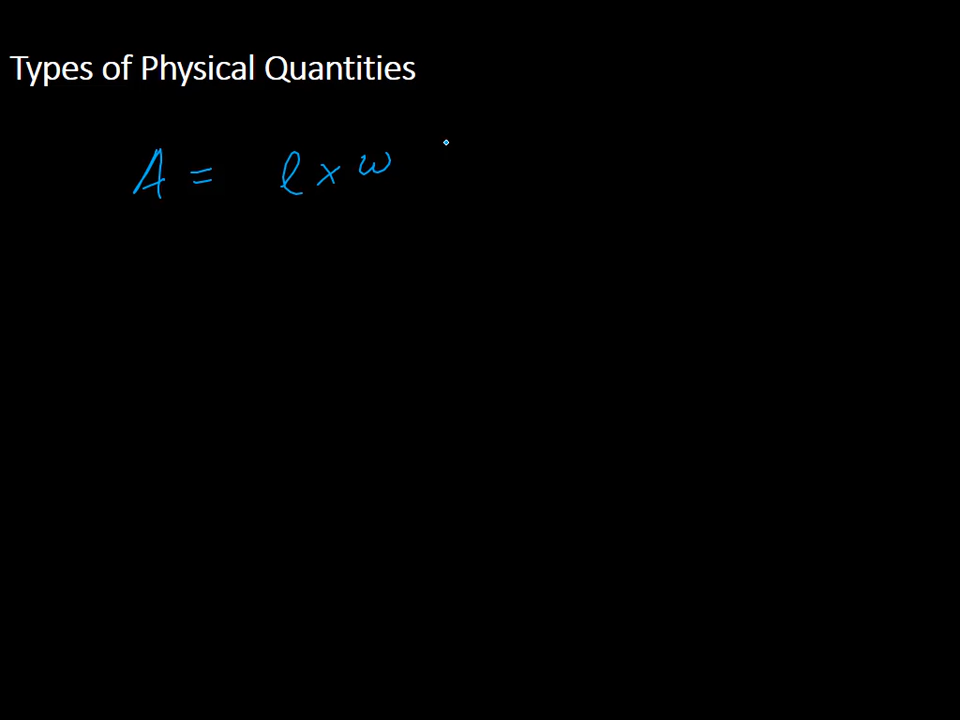 Types of Physical Quantities
A = l × w